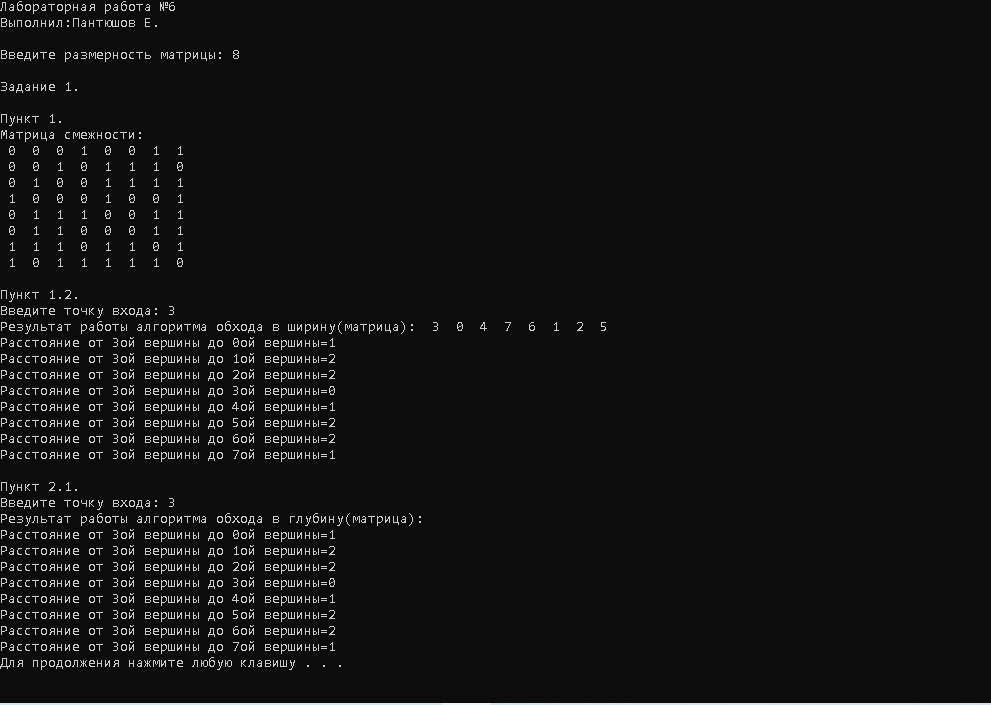 Лабораторная работа №6
Выполнил:Пантюшов Е.
Введите размерность матрицы: 8
Задание 1.
Пункт 1.
Матрица смежности:
0 0 0 1 0 0 1 1
0 0 1 0 1 1 1 0
0 1 0 0 1 1 1 1
1 0 0 0 1 0 0 1
0 1 1 1 0 0 1 1
0 1 1 0 0 0 1 1
1 1 1 0 1 1 0 1
1 0 1 1 1 1 1 0
Пункт 1.2.
Введите точку входа: 3
Результат работы алгоритма обхода в ширину(матрица): 3 0 4 7 6 1 2 5
Расстояние от 3ой вершины до 0ой вершины=1
Расстояние от 3ой вершины до 1ой вершины=2
Расстояние от 3ой вершины до 2ой вершины=2
Расстояние от 3ой вершины до 3ой вершины=0
Расстояние от 3ой вершины до 4ой вершины=1
Расстояние от 3ой вершины до 5ой вершины=2
Расстояние от 3ой вершины до 6ой вершины=2
Расстояние от 3ой вершины до 7ой вершины=1
Пункт 2.1.
Введите точку входа: 3
Результат работы алгоритма обхода в глубину(матрица):
Расстояние от 3ой вершины до 0ой вершины=1
Расстояние от 3ой вершины до 1ой вершины=2
Расстояние от 3ой вершины до 2ой вершины=2
Расстояние от 3ой вершины до 3ой вершины=0
Расстояние от 3ой вершины до 4ой вершины=1
Расстояние от 3ой вершины до 5ой вершины=2
Расстояние от 3ой вершины до 6ой вершины=2
Расстояние от 3ой вершины до 7ой вершины=1
Для продолжения нажмите любую клавишу . . .